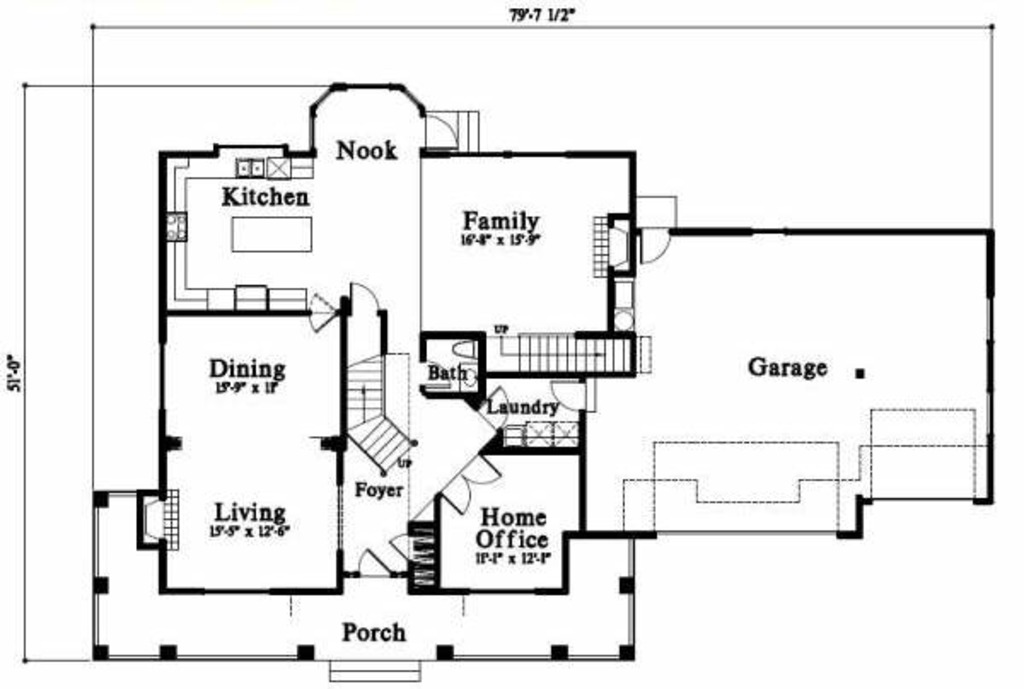 79'-7 1/2"
51'-0"
Nook
Kitchen
Family
16'-8" x 15'-9"
UP
Dining
15'-9" x 11'
Bath
Garage
Laundry
UP
Foyer
Living
15'-5" x 12'-6"
Home
Office
11'-1" x 12'-1"
Porch